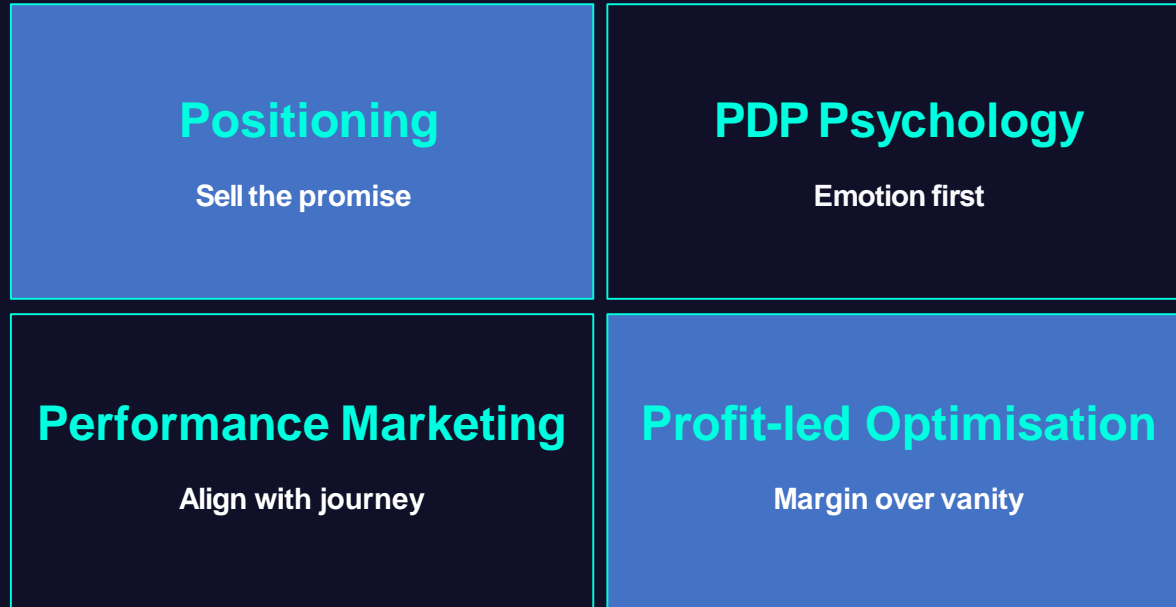 Positioning
Sell the promise
PDP Psychology
Emotion first
Performance Marketing
Align with journey
Profit-led Optimisation
Margin over vanity